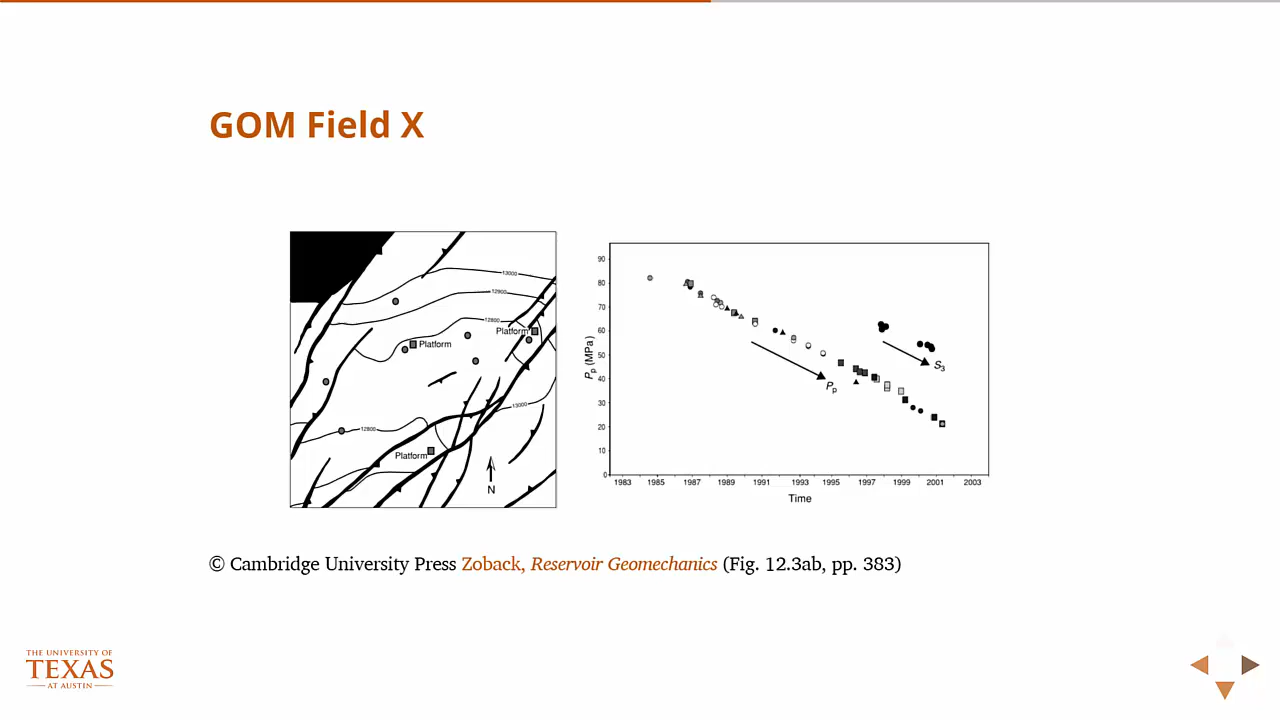 GOM Field X
13000
12900
12800
Platform
Platform
13000
12800
Platform
N
90
80
70
60
50
40
30
20
10
0
Pp (MPa)
S3
Pp
1983 1985 1987 1989 1991 1993 1995 1997 1999 2001 2003
Time
© Cambridge University Press Zoback, Reservoir Geomechanics (Fig. 12.3ab, pp. 383)
THE UNIVERSITY OF
TEXAS
AT AUSTIN